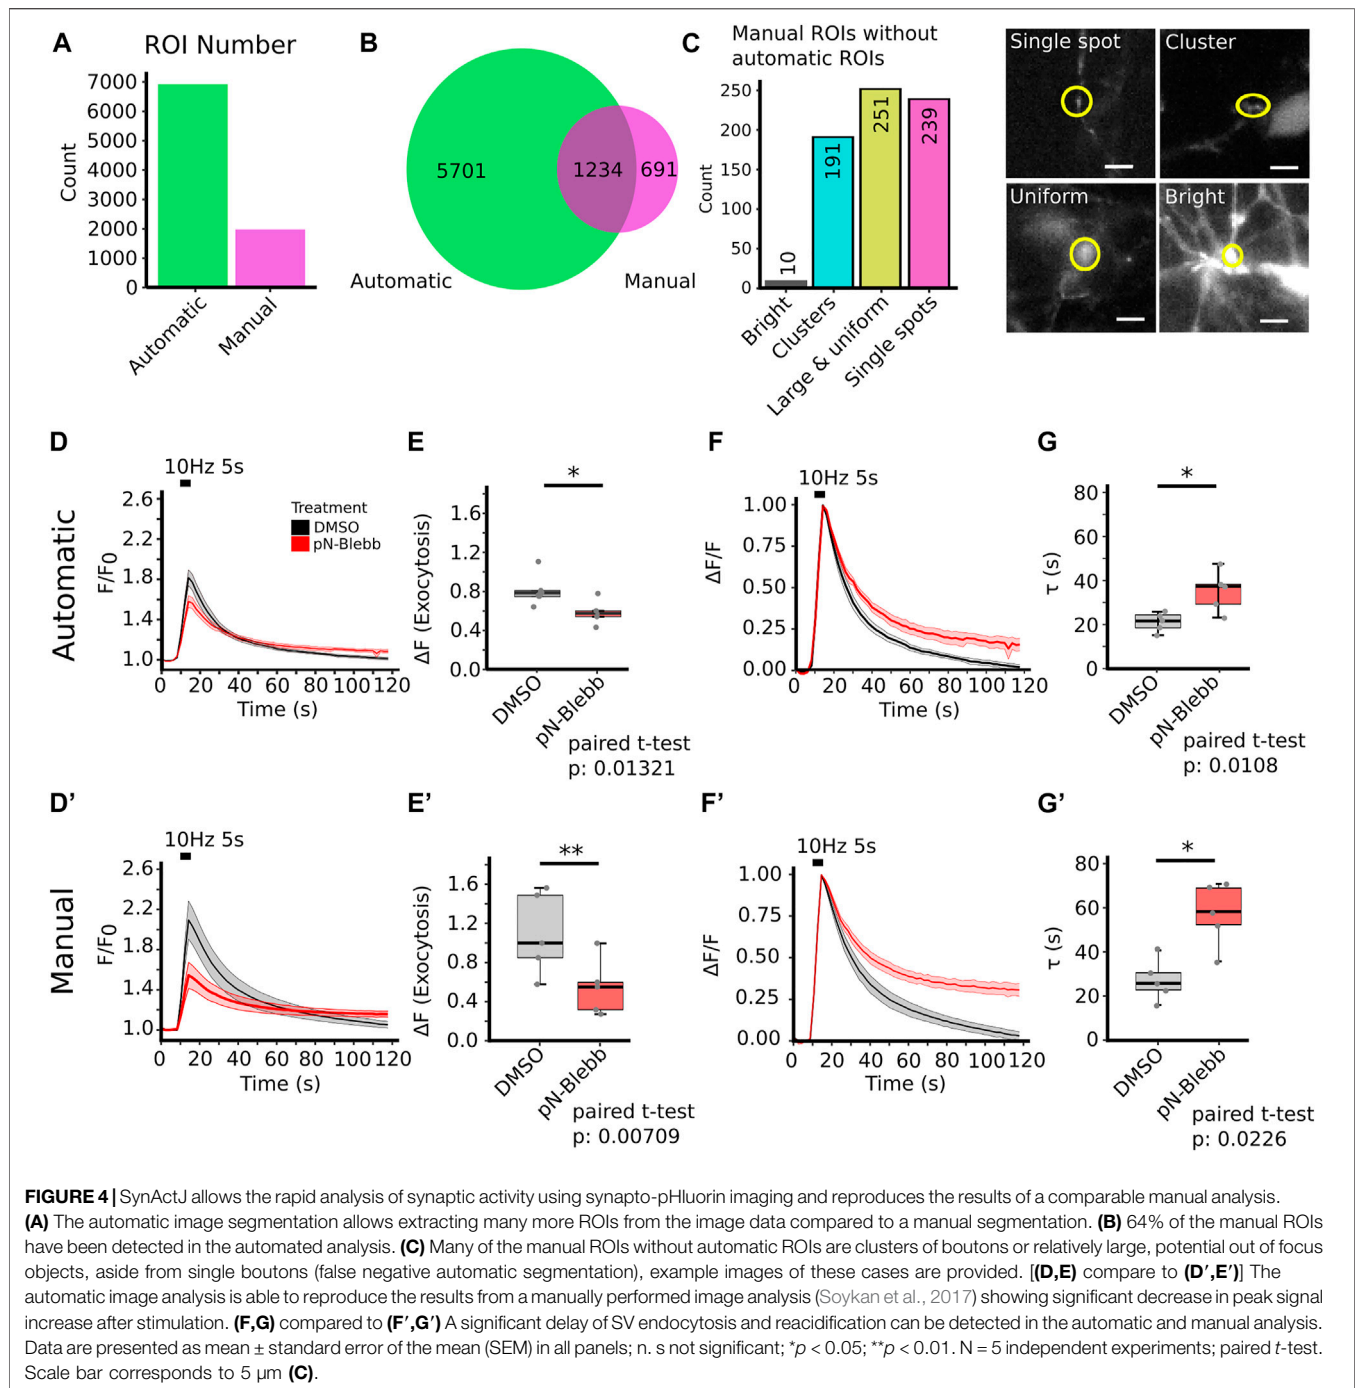 A
ROI Number
7000
6000
5000
4000
3000
2000
1000
0
Count
Automatic
Manual
B
5701
1234
691
Automatic
Manual
C
Manual ROIs without
automatic ROIs
250
200
150
100
50
0
Count
10
191
251
239
Bright
Clusters
Large & uniform
Single spots
Single spot
Cluster
Uniform
Bright
Automatic
D
10Hz 5s
2.6
2.2
1.8
1.4
1.0
F/F0
Treatment
DMSO
pN-Blebb
0 20 40 60 80 100 120
Time (s)
E
*
1.6
1.2
0.8
0.4
0.0
ΔF (Exocytosis)
DMSO
pN-Blebb
paired t-test
p: 0.01321
F
10Hz 5s
1.00
0.75
0.50
0.25
0.00
ΔF/F
0 20 40 60 80 100 120
Time (s)
G
*
80
60
40
20
0
τ (s)
DMSO
pN-Blebb
paired t-test
p: 0.0108
Manual
D'
10Hz 5s
2.6
2.2
1.8
1.4
1.0
F/F0
0 20 40 60 80 100 120
Time (s)
E'
**
1.6
1.2
0.8
0.4
0.0
ΔF (Exocytosis)
DMSO
pN-Blebb
paired t-test
p: 0.00709
F'
10Hz 5s
1.00
0.75
0.50
0.25
0.00
ΔF/F
0 20 40 60 80 100 120
Time (s)
G'
*
80
60
40
20
0
τ (s)
DMSO
pN-Blebb
paired t-test
p: 0.0226
FIGURE 4 | SynActJ allows the rapid analysis of synaptic activity using synapto-pHluorin imaging and reproduces the results of a comparable manual analysis.
(A) The automatic image segmentation allows extracting many more ROIs from the image data compared to a manual segmentation. (B) 64% of the manual ROIs
have been detected in the automated analysis. (C) Many of the manual ROIs without automatic ROIs are clusters of boutons or relatively large, potential out of focus
objects, aside from single boutons (false negative automatic segmentation), example images of these cases are provided. [(D,E) compare to (D′,E′)] The
automatic image analysis is able to reproduce the results from a manually performed image analysis (Soykan et al., 2017) showing significant decrease in peak signal
increase after stimulation. (F,G) compared to (F′,G′) A significant delay of SV endocytosis and reacidification can be detected in the automatic and manual analysis.
Data are presented as mean ± standard error of the mean (SEM) in all panels; n. s not significant; *p < 0.05; **p < 0.01. N = 5 independent experiments; paired t-test.
Scale bar corresponds to 5 µm (C).